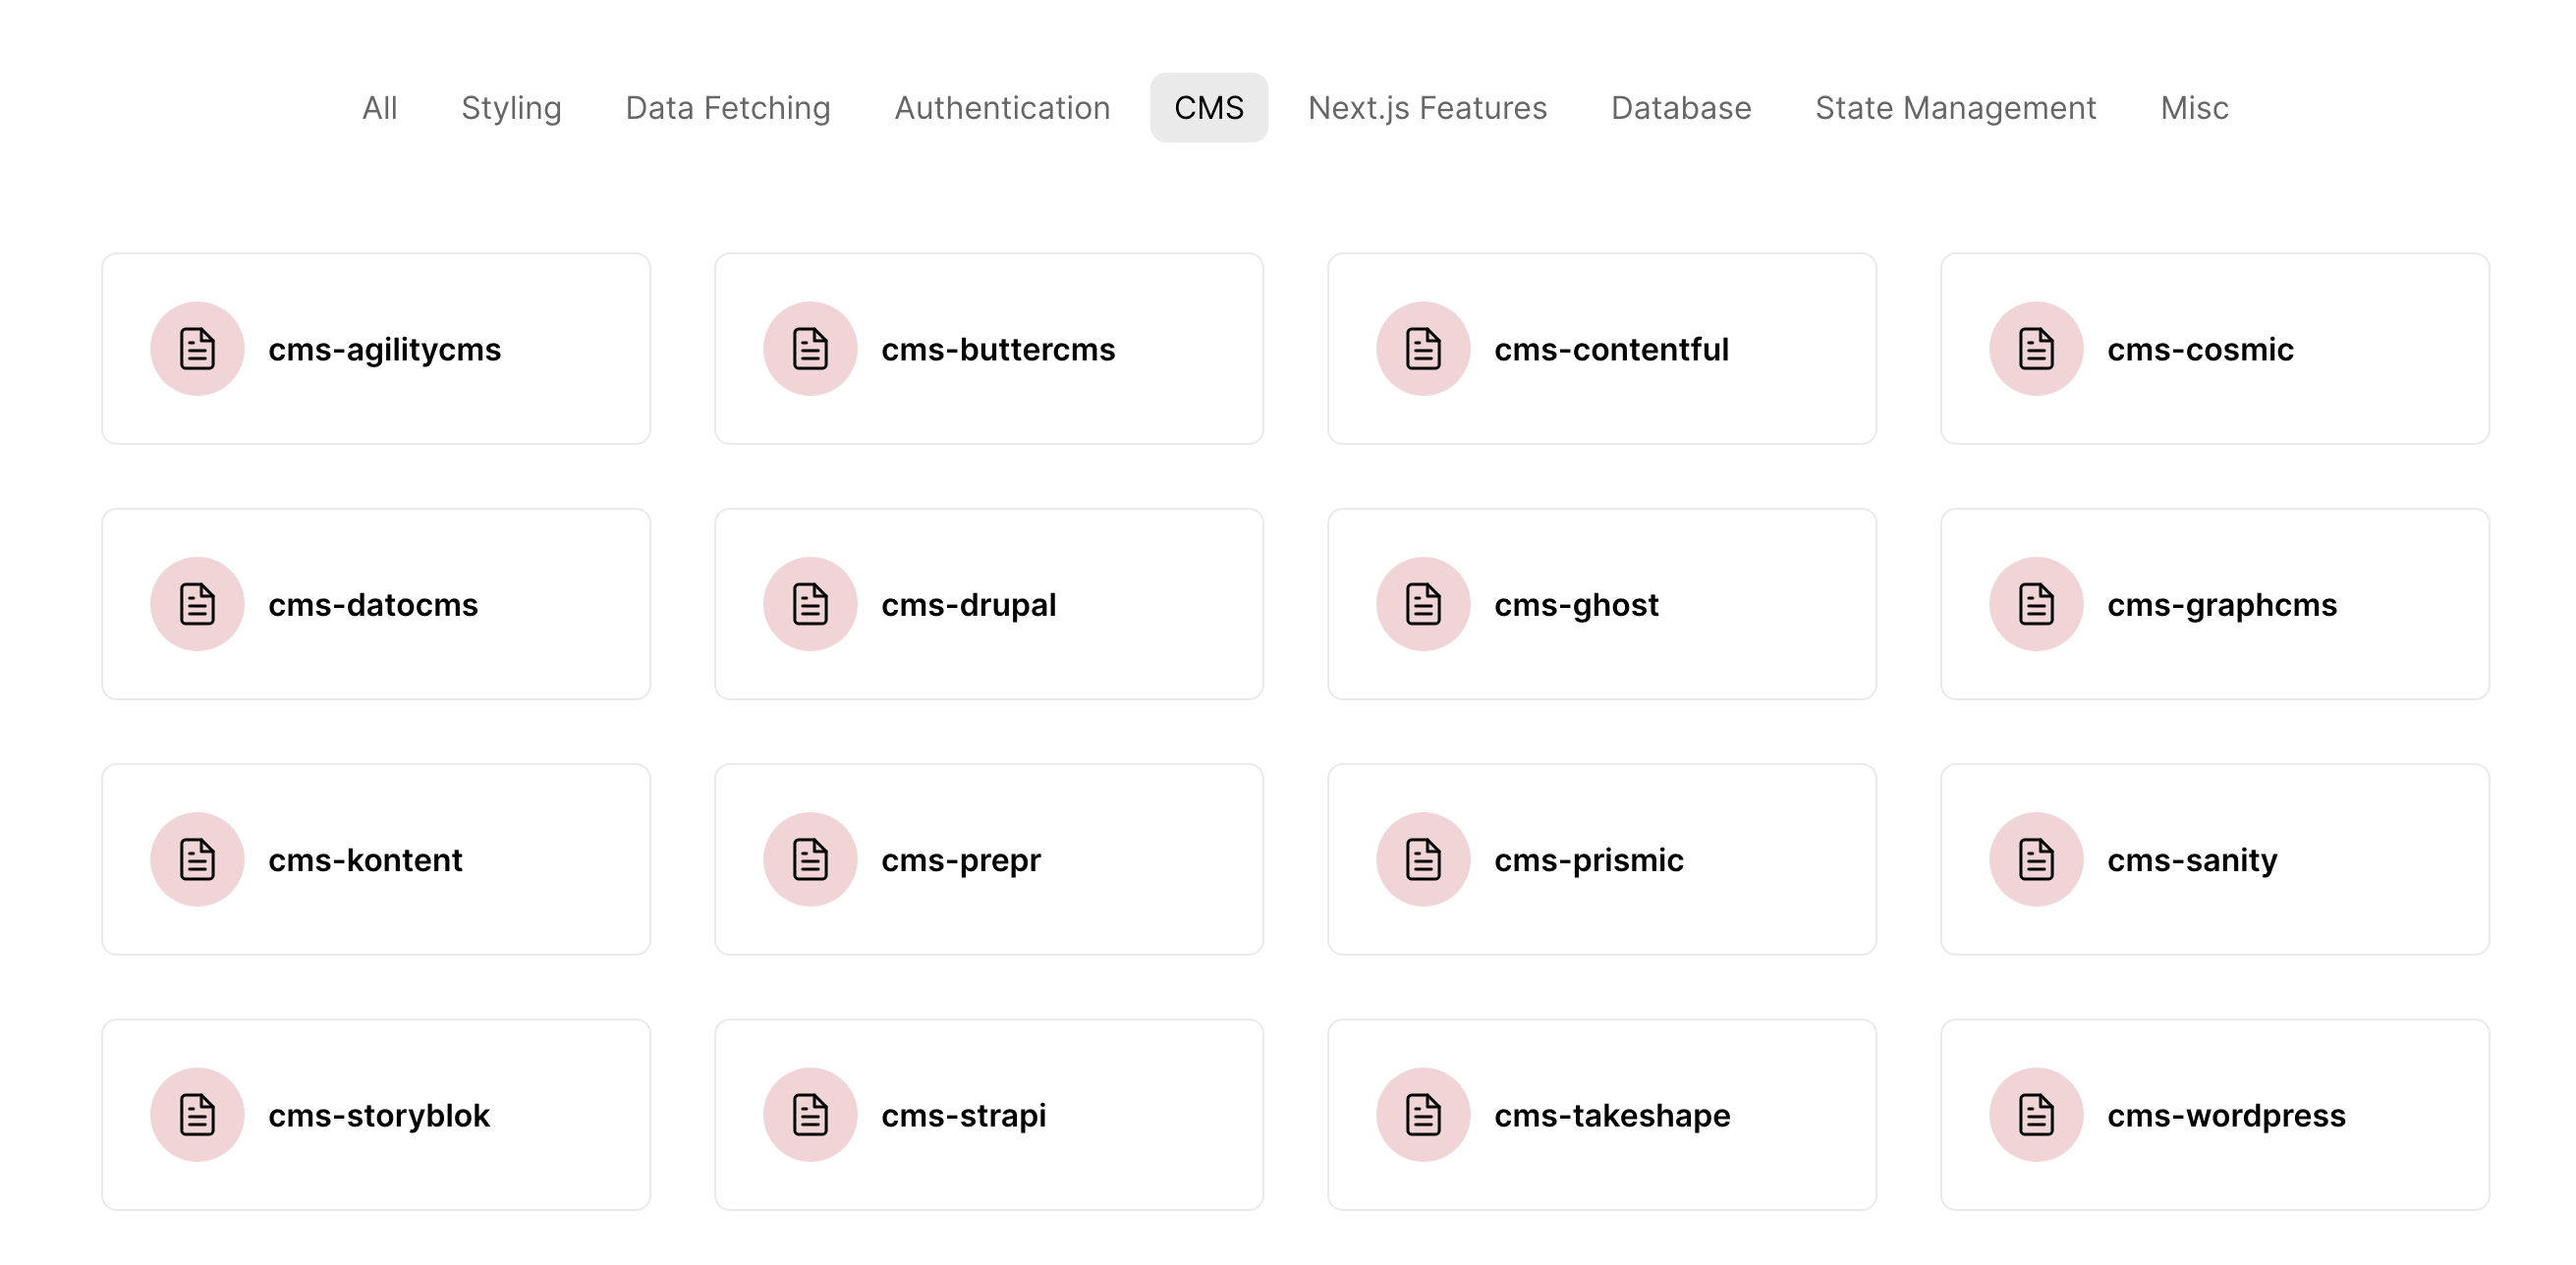 All Styling Data Fetching Authentication CMS Next.js Features Database State Management Misc
cms-agilitycms cms-buttercms cms-contentful cms-cosmic
cms-datocms cms-drupal cms-ghost cms-graphcms
cms-kontent cms-prepr cms-prismic cms-sanity
cms-storyblok cms-strapi cms-takeshape cms-wordpress